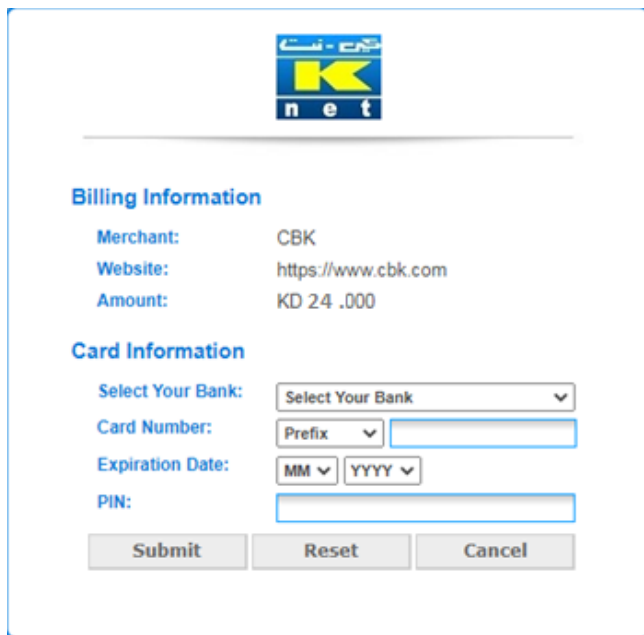 كي - نت
K
net
Billing Information
Merchant: CBK
Website: https://www.cbk.com
Amount: KD 24 .000
Card Information
Select Your Bank: Select Your Bank
Card Number: Prefix
Expiration Date: MM YYYY
PIN:
Submit Reset Cancel